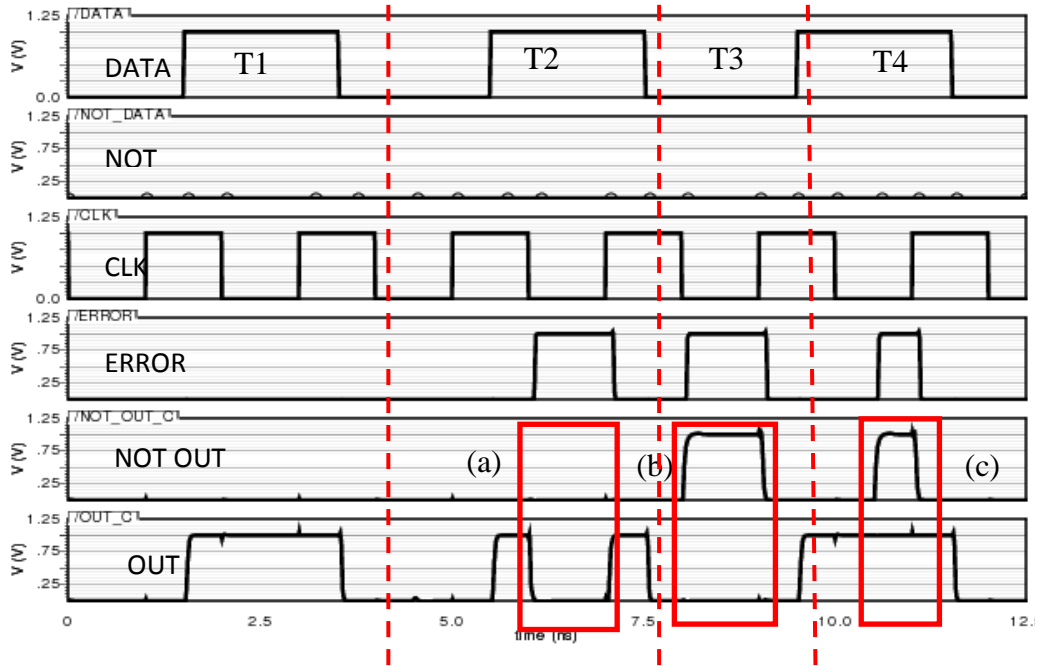 /DATA
1.25
V (V)
0.0
DATA
T1
T2
T3
T4
/NOT_DATA
1.25
.75
.25
V (V)
NOT
/CLK
1.25
V (V)
0.0
CLK
/ERROR
1.25
.75
.25
V (V)
ERROR
/NOT_OUT_C
1.25
.75
.25
V (V)
NOT OUT
(a)
(b)
(c)
/OUT_C
1.25
.75
.25
V (V)
OUT
0
2.5
5.0
7.5
10.0
12.
time (ns)